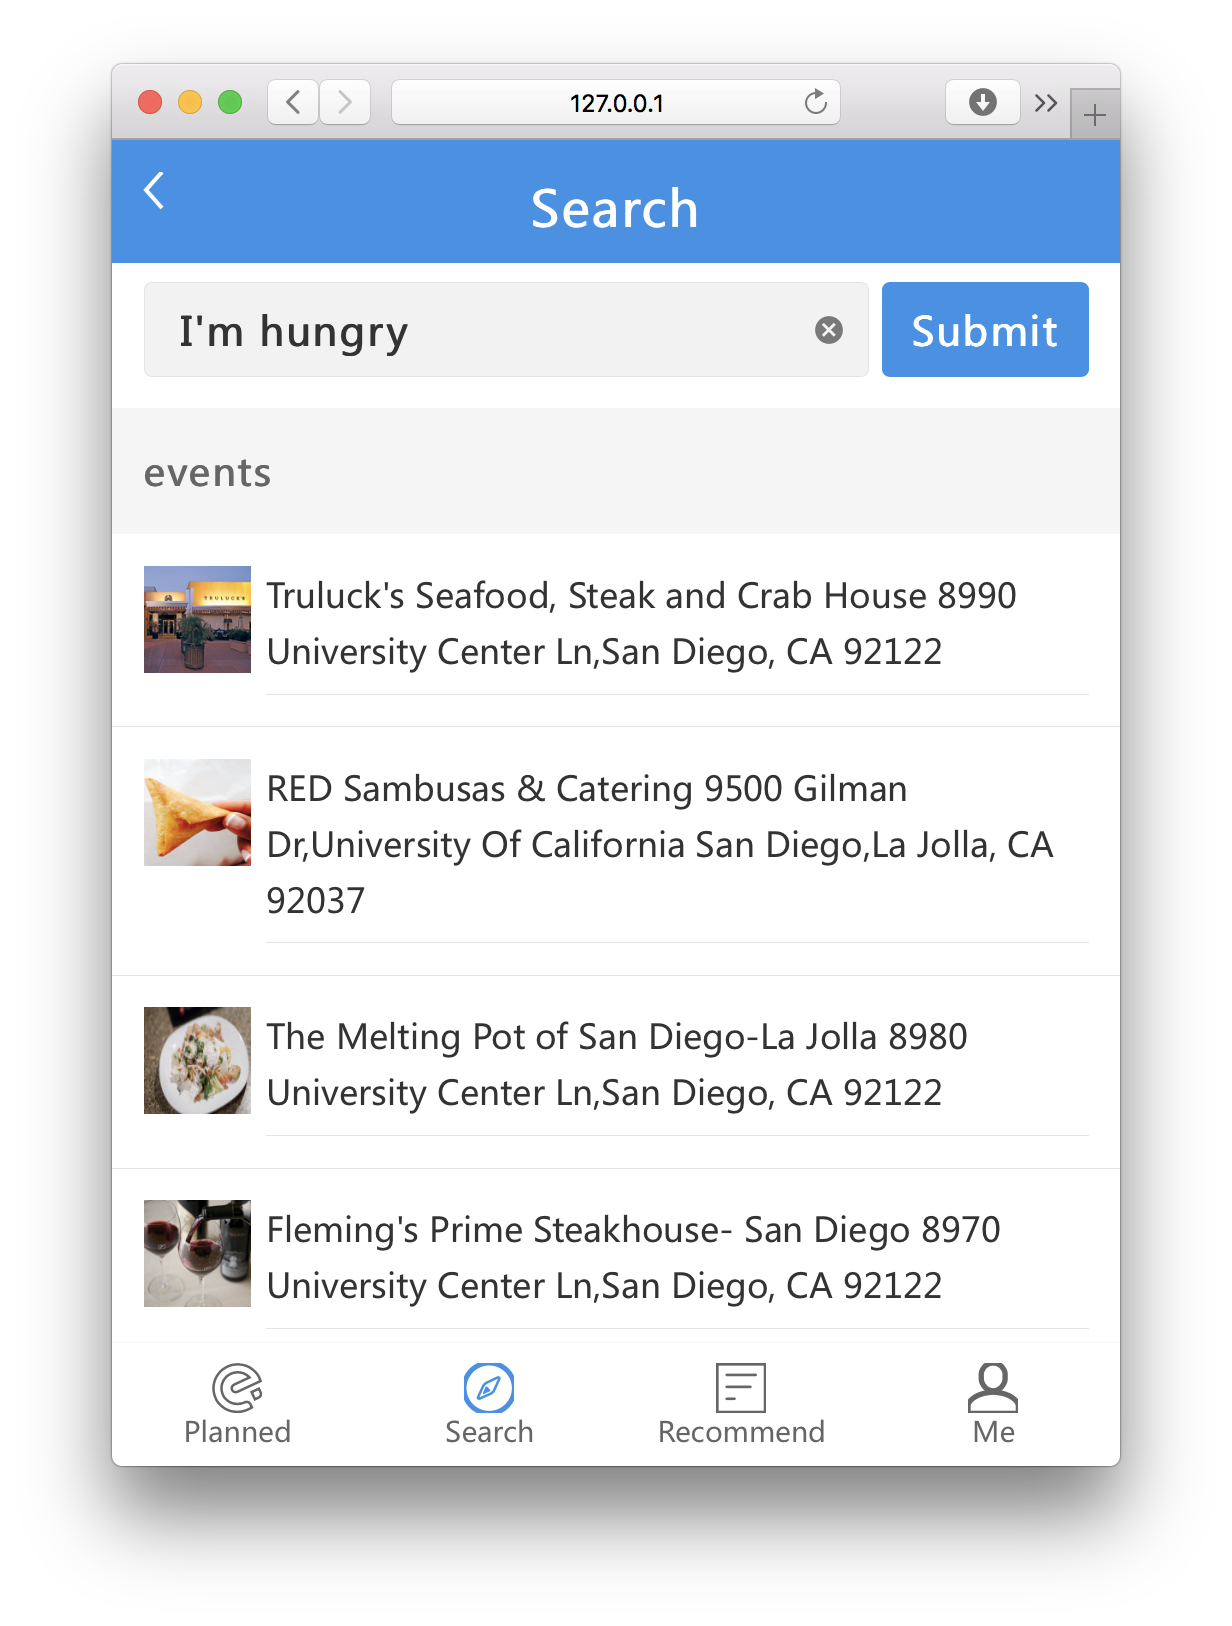 127.0.0.1
Search
I'm hungry
Submit
events
TRULUCK'S
Truluck's Seafood, Steak and Crab House 8990
University Center Ln,San Diego, CA 92122
RED Sambusas & Catering 9500 Gilman
Dr,University Of California San Diego,La Jolla, CA
92037
The Melting Pot of San Diego-La Jolla 8980
University Center Ln,San Diego, CA 92122
Fleming's Prime Steakhouse- San Diego 8970
University Center Ln,San Diego, CA 92122
Planned
Search
Recommend
Me